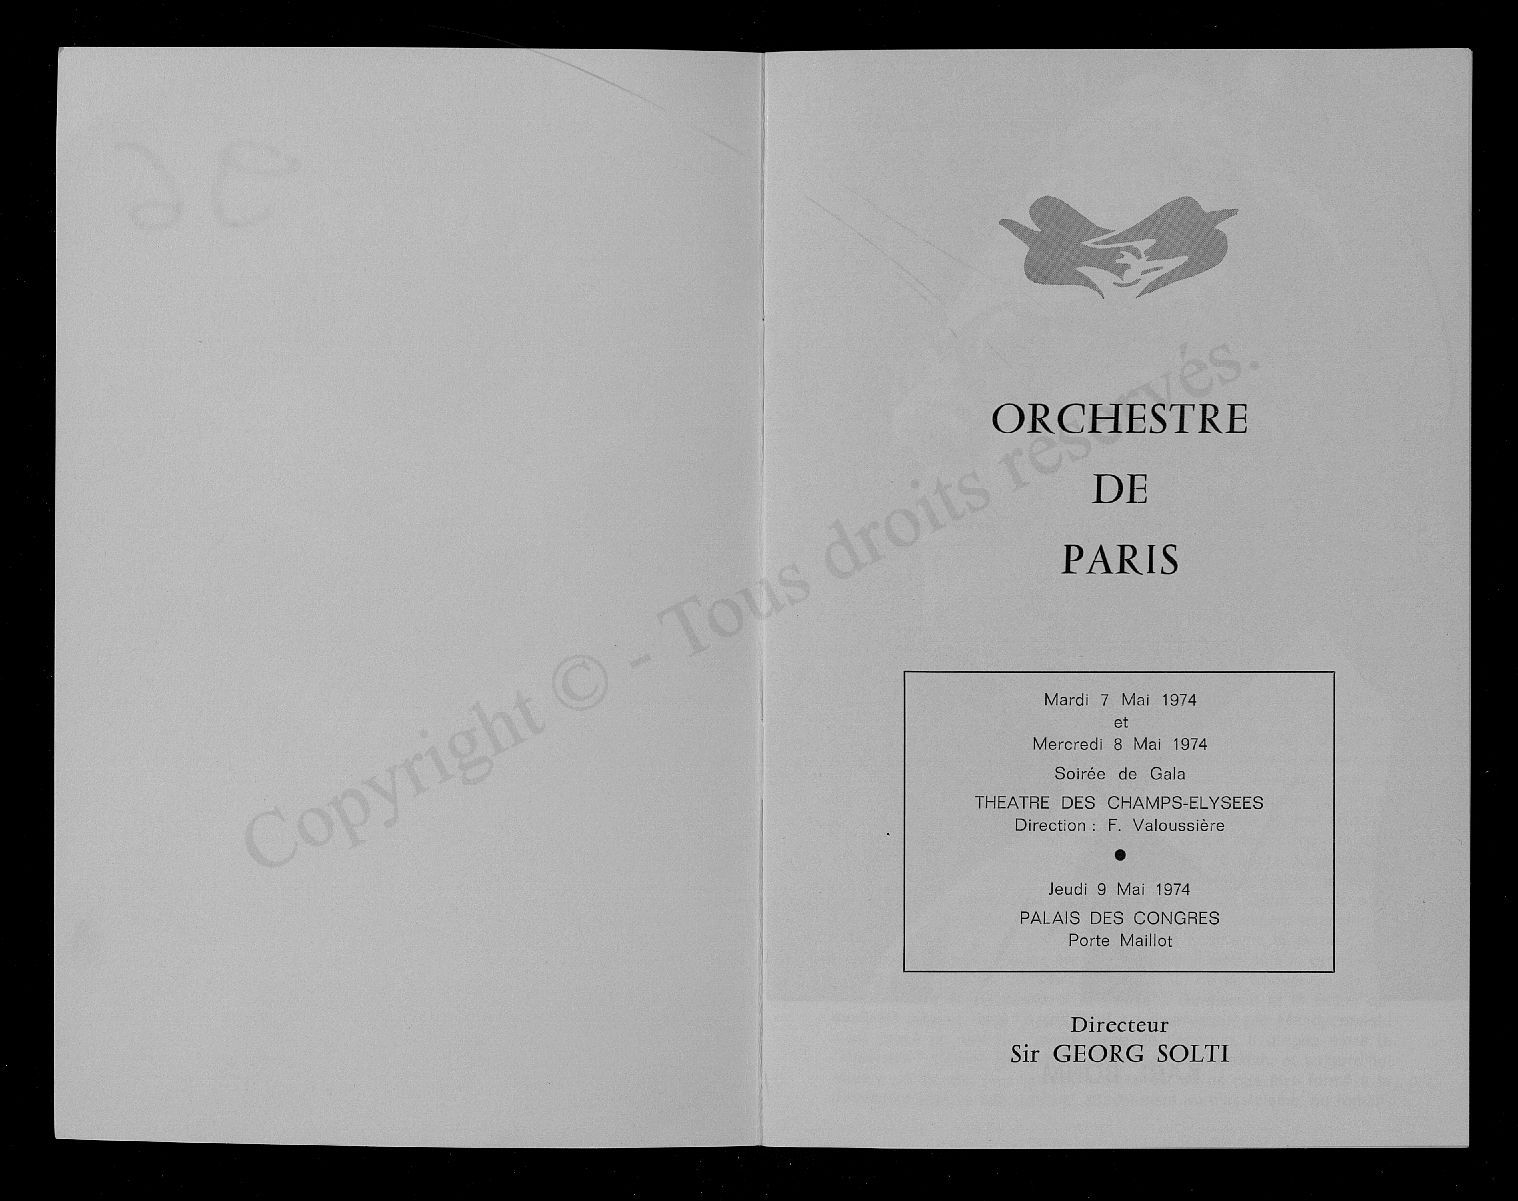 ORCHESTRE
DE
PARIS
Mardi 7 Mai 1974
et
Mercredi 8 Mai 1974
Soirée de Gala
THEATRE DES CHAMPS-ELYSEES
Direction : F. Valoussière
Jeudi 9 Mai 1974
PALAIS DES CONGRES
Porte Maillot
Directeur
Sir GEORG SOLTI
Copyright © - Tous droits réservés.